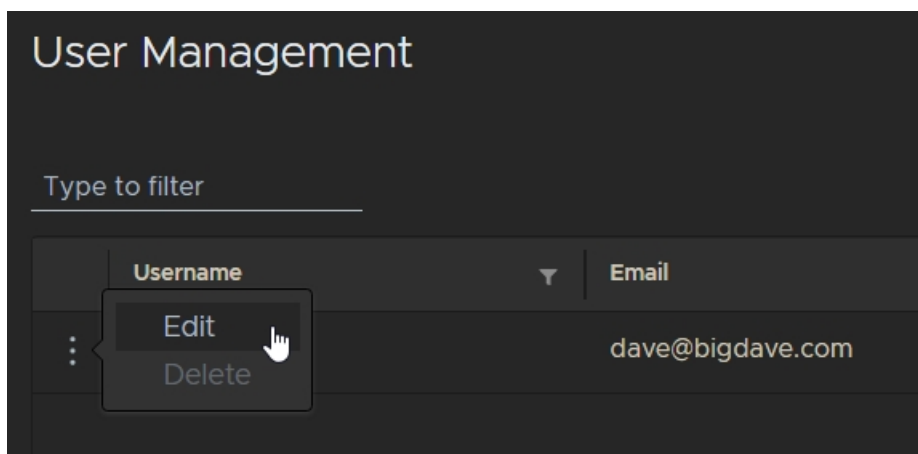 User Management
Type to filter
Username Email
Edit
dave@bigdave.com
Delete